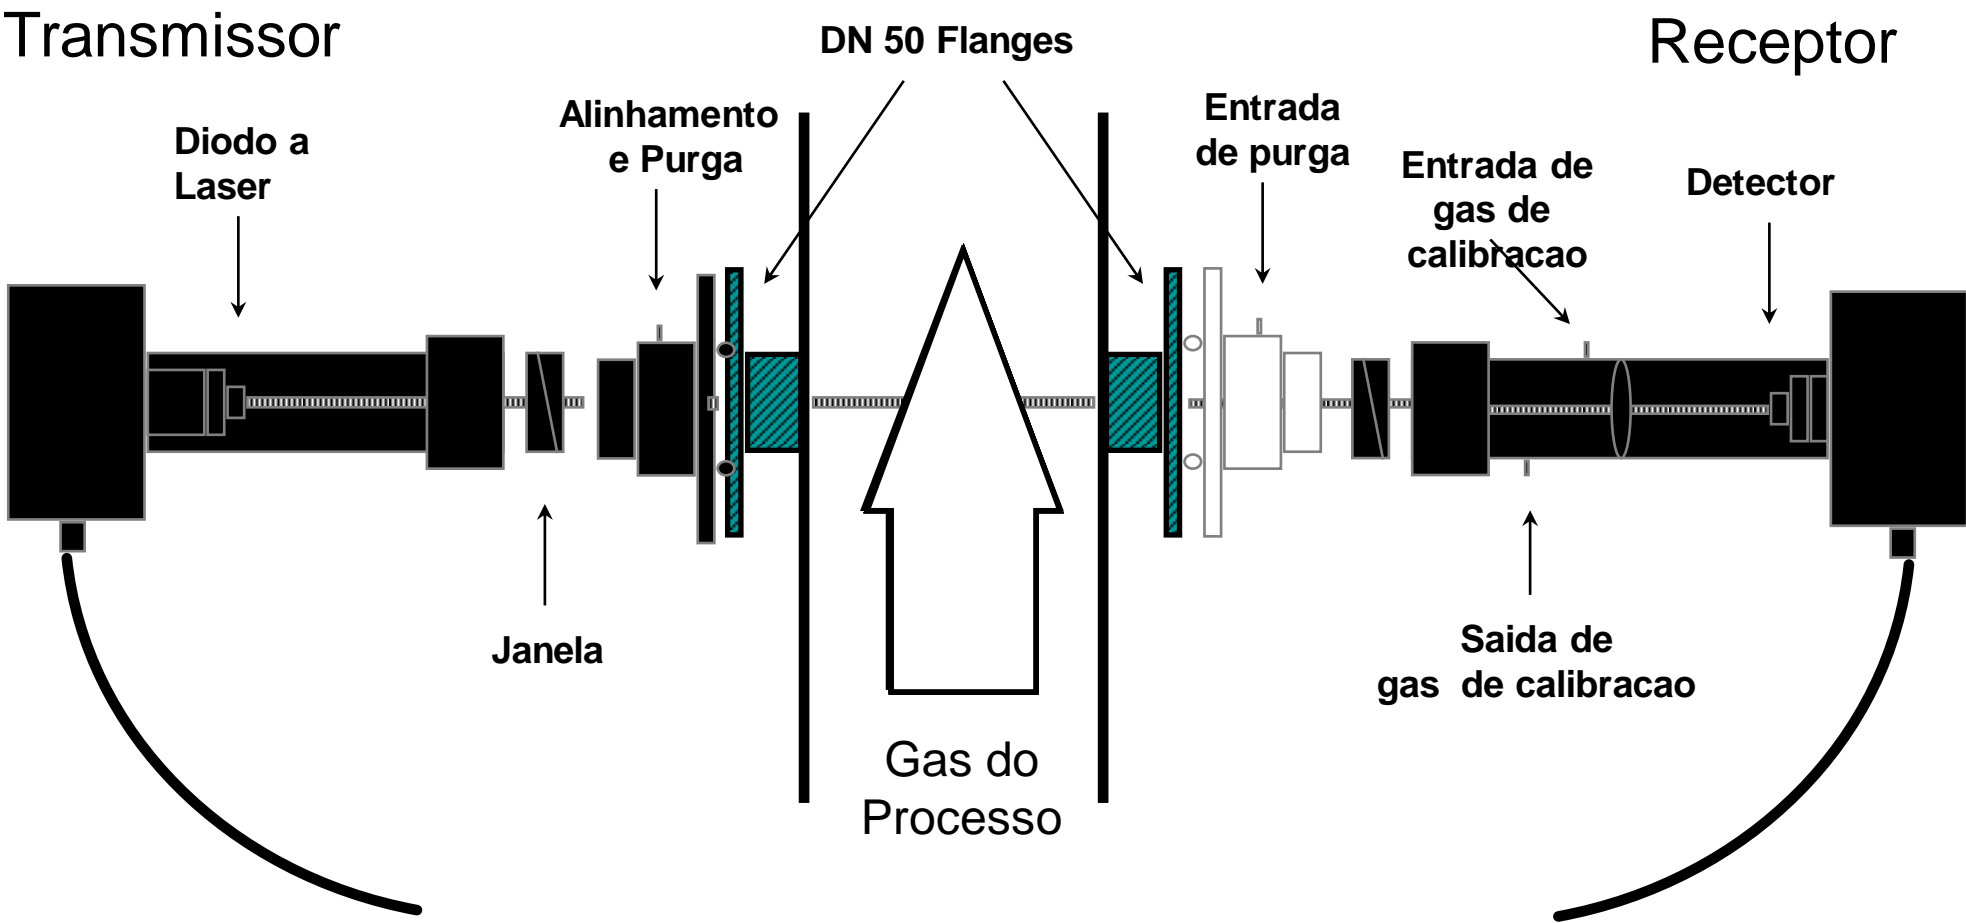 Transmissor
DN 50 Flanges
Receptor
Diodo a
Laser
Alinhamento
e Purga
Entrada
de purga
Entrada de
gas de
calibracao
Detector
Janela
Saida de
gas  de calibracao
Gas do
Processo